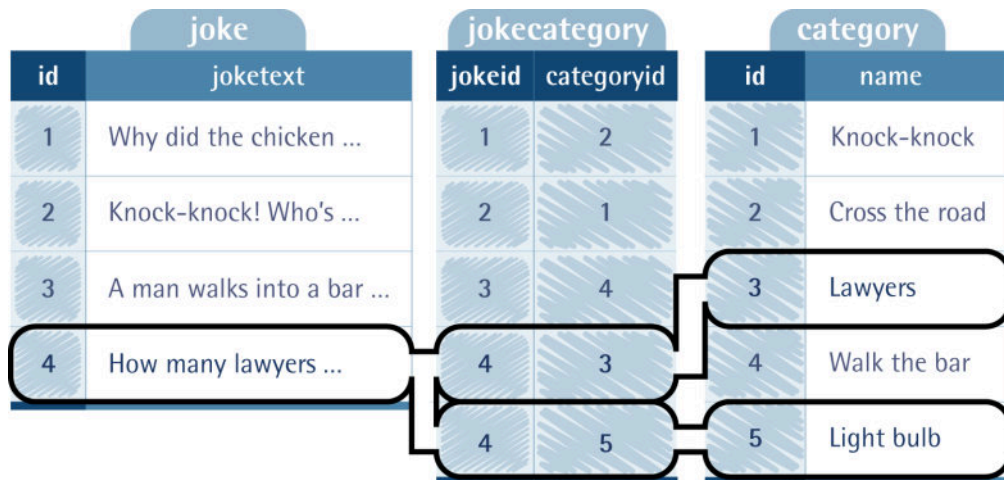 joke jokecategory category
id joketext jokeid categoryid id name
1 Why did the chicken ... 1 2 1 Knock-knock
2 Knock-knock! Who's ... 2 1 2 Cross the road
3 A man walks into a bar ... 3 4 3 Lawyers
4 How many lawyers ... 4 3 4 Walk the bar
4 5 5 Light bulb